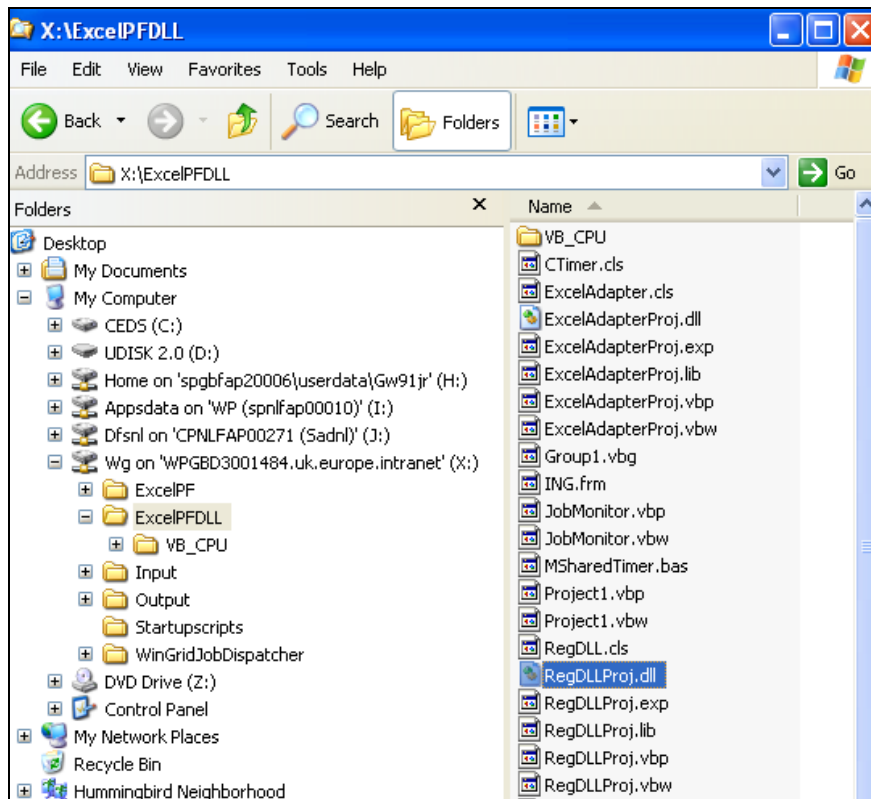 X:\ExcelPFDLL
File Edit View Favorites Tools Help
Back Search Folders
Address X:\ExcelPFDLL Go
Folders x
Desktop
My Documents
My Computer
CEDS (C:)
UDISK 2.0 (D:)
Home on 'spgbfap20006\userdata\Gw91jr' (H:)
Appsdata on 'WP (spnlfap00010)' (I:)
Dfsnl on 'CPNLFAP00271 (Sadnl)' (J:)
Wg on 'WPGBD3001484.uk.europe.intranet' (X:)
ExcelPF
ExcelPFDLL
VB_CPU
Input
Output
Startupscripts
WinGridJobDispatcher
DVD Drive (Z:)
Control Panel
My Network Places
Recycle Bin
Hummingbird Neighborhood
Name
VB_CPU
CTimer.cls
ExcelAdapter.cls
ExcelAdapterProj.dll
ExcelAdapterProj.exp
ExcelAdapterProj.lib
ExcelAdapterProj.vbp
ExcelAdapterProj.vbw
Group1.vbg
ING.frm
JobMonitor.vbp
JobMonitor.vbw
MSharedTimer.bas
Project1.vbp
Project1.vbw
RegDLL.cls
RegDLLProj.dll
RegDLLProj.exp
RegDLLProj.lib
RegDLLProj.vbp
RegDLLProj.vbw